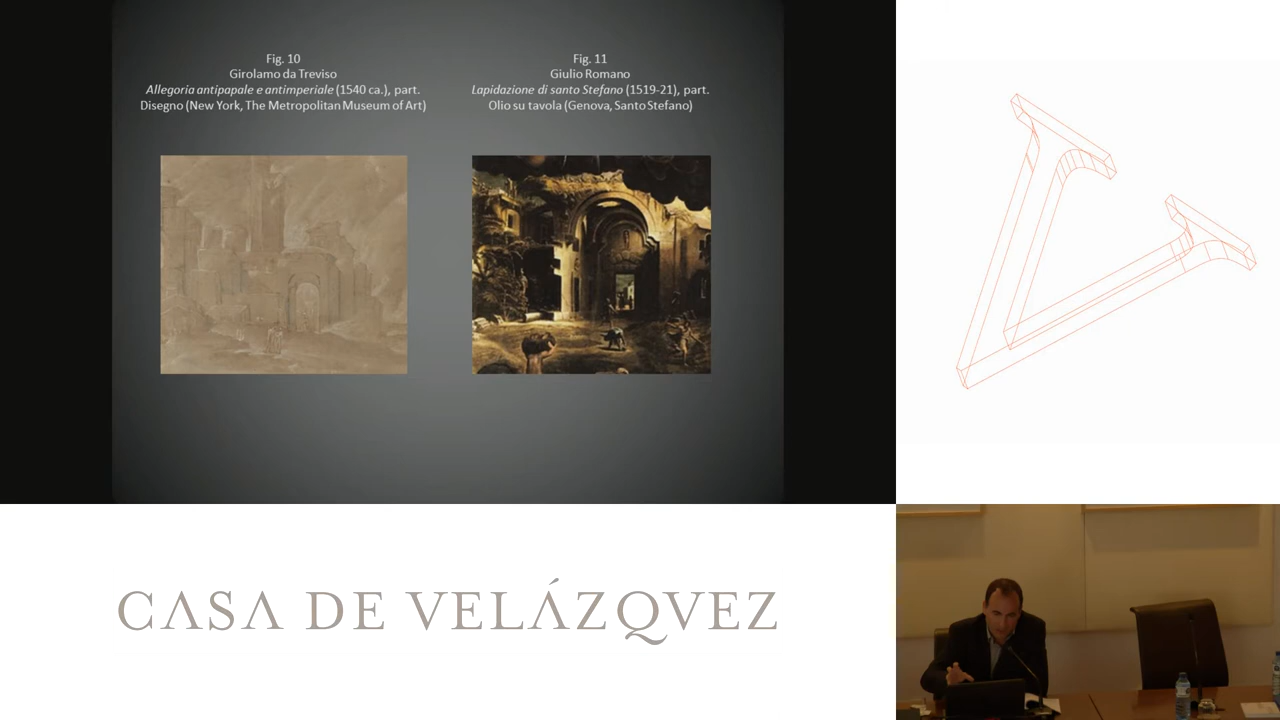 Fig. 10
Girolamo da Treviso
Allegoria antipapale e antimperiale (1540 ca.), part.
Disegno (New York, The Metropolitan Museum of Art)
Fig. 11
Giulio Romano
Lapidazione di santo Stefano (1519-21), part.
Olio su tavola (Genova, Santo Stefano)
CASA DE VELÁZQVEZ